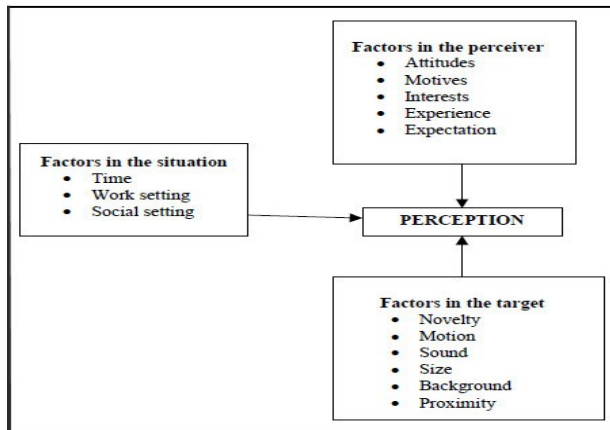 Factors in the perceiver
• Attitudes
• Motives
• Interests
• Experience
• Expectation
Factors in the situation
• Time
• Work setting
• Social setting
PERCEPTION
Factors in the target
• Novelty
• Motion
• Sound
• Size
• Background
• Proximity